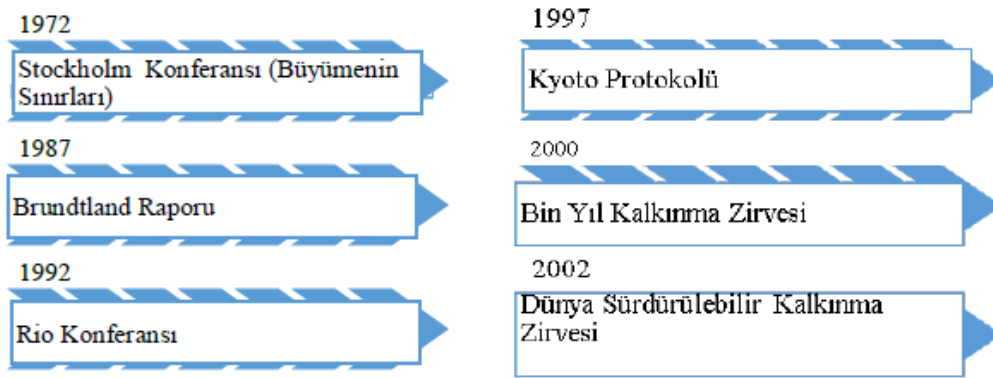 1972
Stockholm Konferansı (Büyümenin
Sınırları)
1987
Brundtland Raporu
1992
Rio Konferansı
1997
Kyoto Protokolü
2000
Bin Yıl Kalkınma Zirvesi
2002
Dünya Sürdürülebilir Kalkınma
Zirvesi